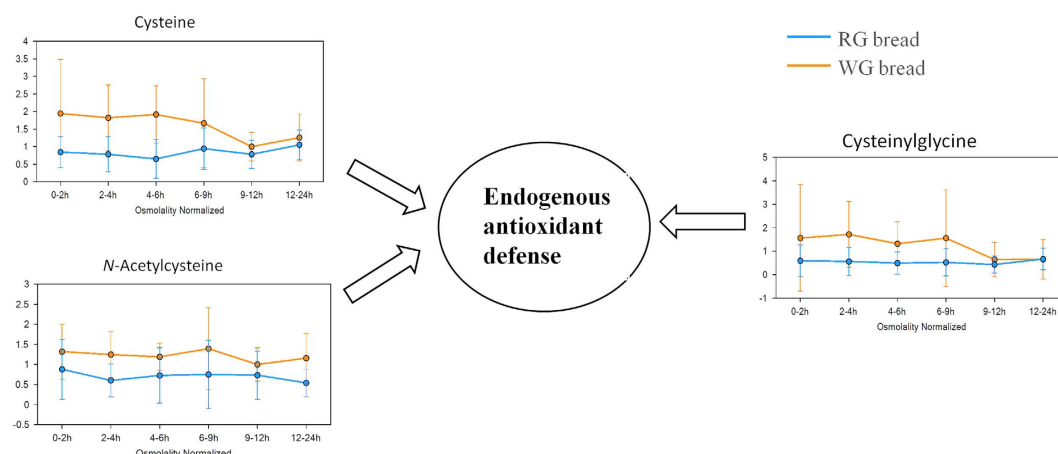 Cysteine
4
3.5
3
2.5
2
1.5
1
0.5
0
0-2h 2-4h 4-6h 6-9h 9-12h 12-24h
Osmolality Normalized
N-Acetylcysteine
3
2.5
2
1.5
1
0.5
0
-0.5
0-2h 2-4h 4-6h 6-9h 9-12h 12-24h
Osmolality Normalized
Endogenous
antioxidant
defense
RG bread
WG bread
Cysteinylglycine
5
4
3
2
1
0
-1
0-2h 2-4h 4-6h 6-9h 9-12h 12-24h
Osmolality Normalized